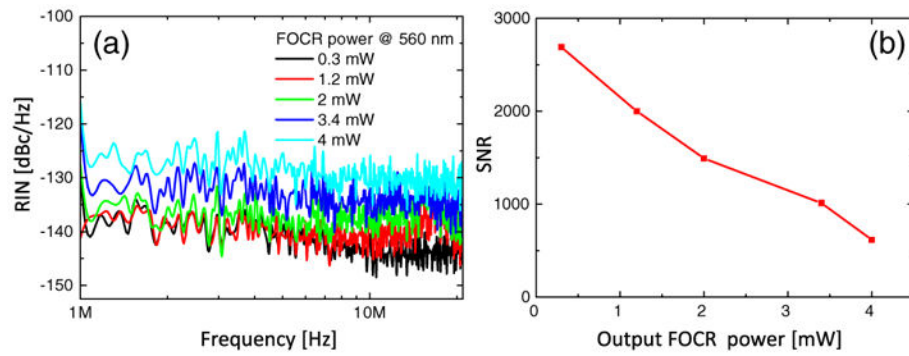 -100
-110
-120
-130
-140
-150
RIN [dBc/Hz]
(a)
FOCR power @ 560 nm
0.3 mW
1.2 mW
2 mW
3.4 mW
4 mW
1M
10M
Frequency [Hz]
3000
2000
1000
0
SNR
(b)
0
1
2
3
4
Output FOCR power [mW]